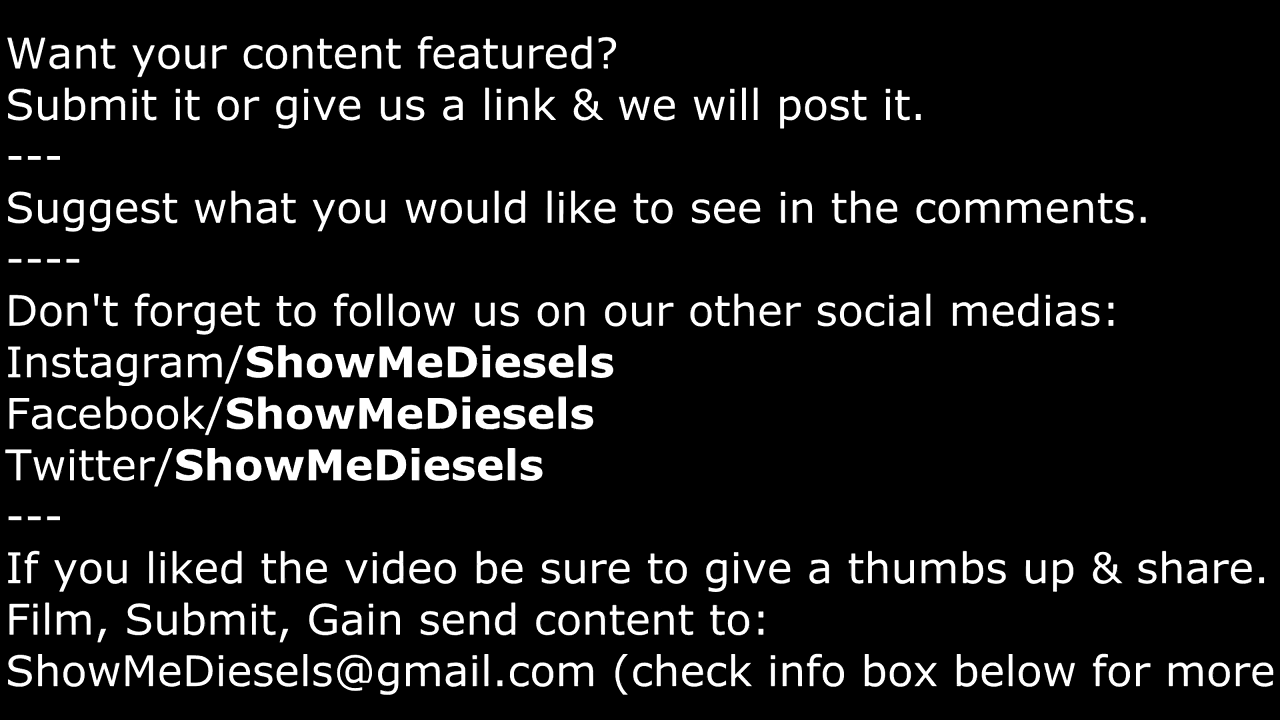 Want your content featured?
Submit it or give us a link & we will post it.
---
Suggest what you would like to see in the comments.
----
Don't forget to follow us on our other social medias:
Instagram/ShowMeDiesels
Facebook/ShowMeDiesels
Twitter/ShowMeDiesels
---
If you liked the video be sure to give a thumbs up & share.
Film, Submit, Gain send content to:
ShowMeDiesels@gmail.com (check info box below for more